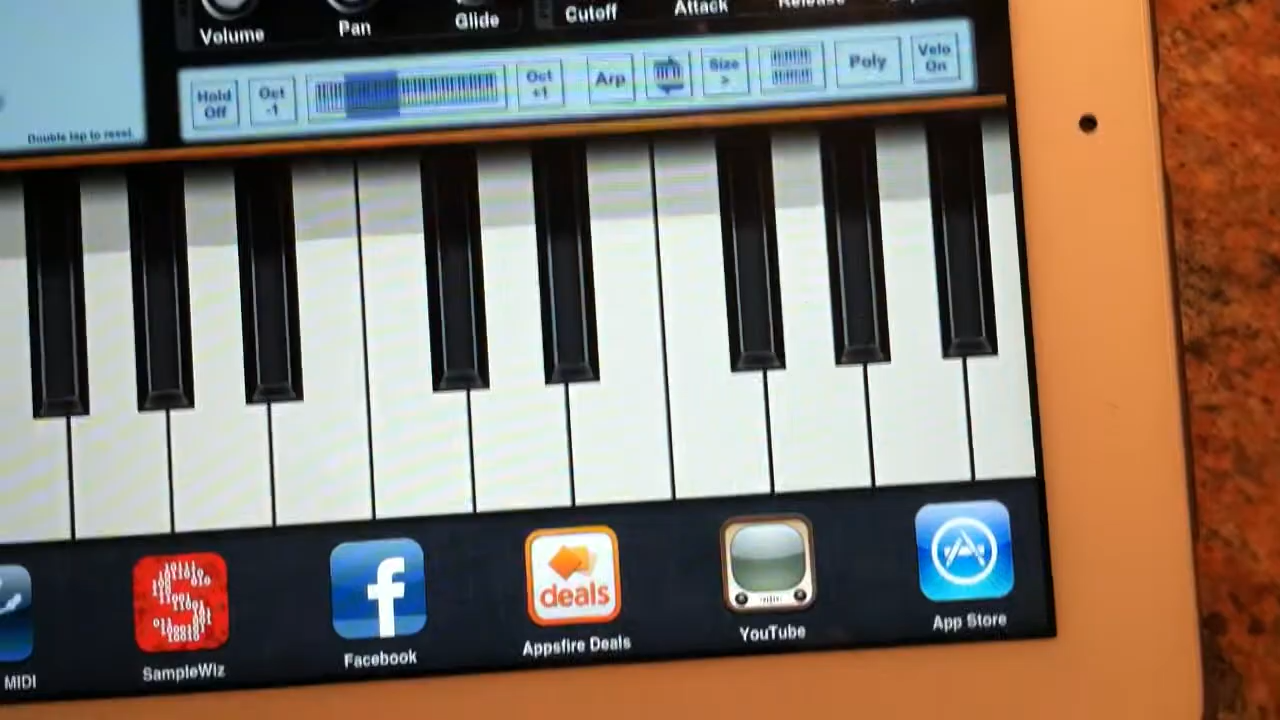 Volume Pan Glide Cutoff Attack Release
Hold Off Oct -1 Oct +1 Arp Size > Poly Velo On
Double tap to reset.
deals
MIDI SampleWiz Facebook Appsfire Deals YouTube App Store